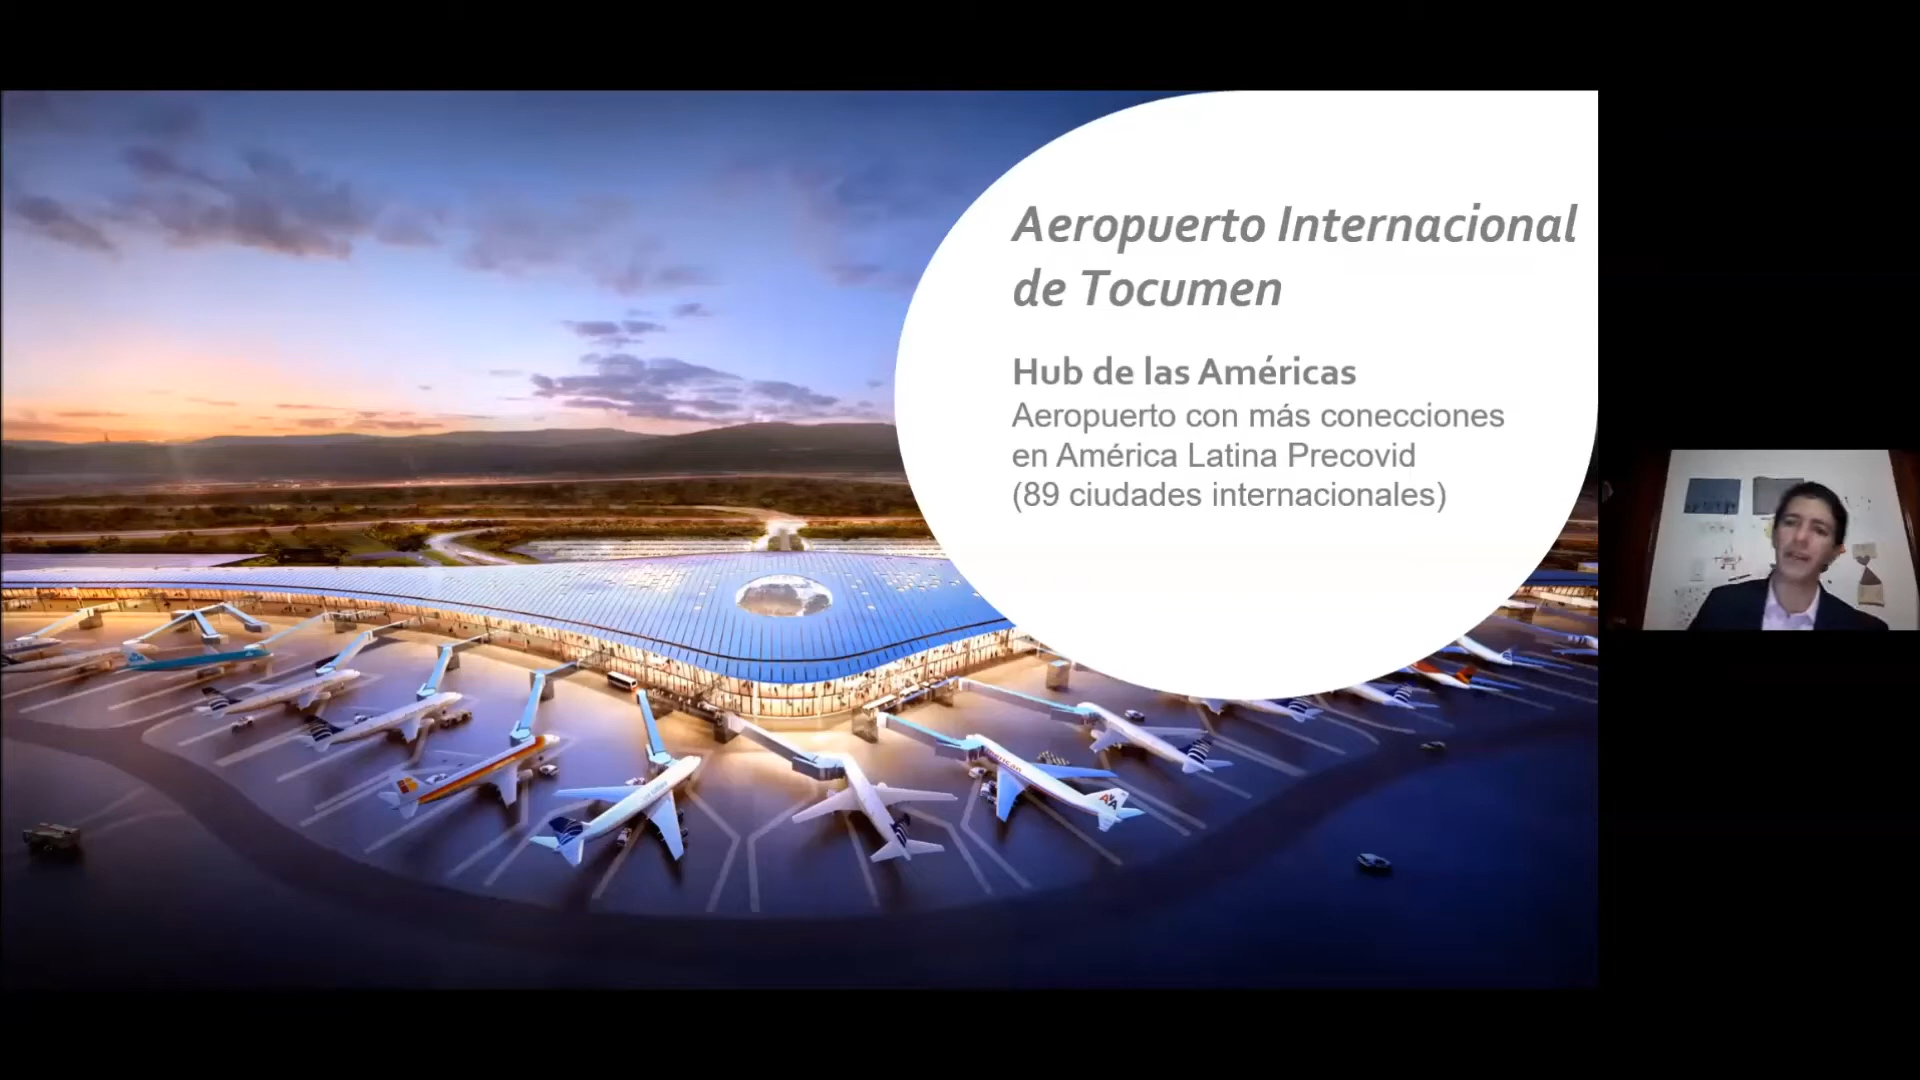 Aeropuerto Internacional
de Tocumen
Hub de las Américas
Aeropuerto con más conecciones
en América Latina Precovid
(89 ciudades internacionales)